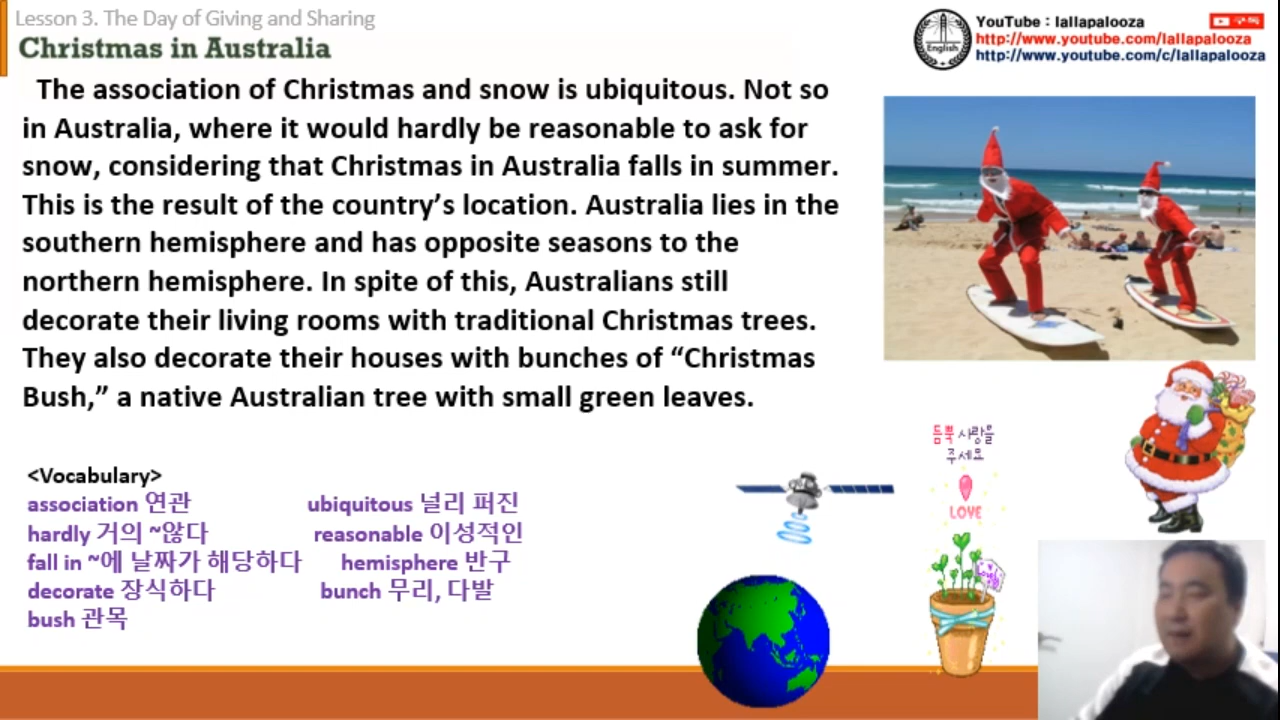 Lesson 3. The Day of Giving and Sharing
Christmas in Australia
The association of Christmas and snow is ubiquitous. Not so
in Australia, where it would hardly be reasonable to ask for
snow, considering that Christmas in Australia falls in summer.
This is the result of the country’s location. Australia lies in the
southern hemisphere and has opposite seasons to the
northern hemisphere. In spite of this, Australians still
decorate their living rooms with traditional Christmas trees.
They also decorate their houses with bunches of “Christmas
Bush,” a native Australian tree with small green leaves.
<Vocabulary>
association 연관 ubiquitous 널리 퍼진
hardly 거의 ~않다 reasonable 이성적인
fall in ~에 날짜가 해당하다 hemisphere 반구
decorate 장식하다 bunch 무리, 다발
bush 관목
English
YouTube : lallapalooza
구독
http://www.youtube.com/lallapalooza
http://www.youtube.com/c/lallapalooza
듬뿍 사랑을
주세요
LOVE
Lovely